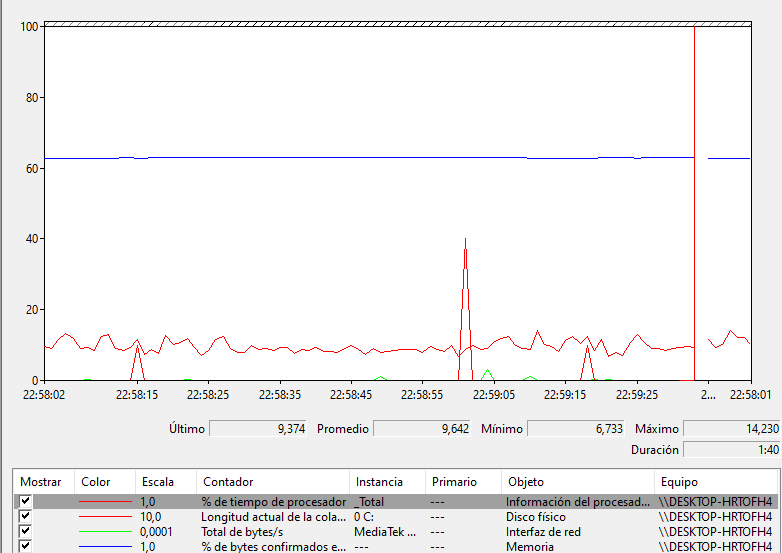 100
80
60
40
20
0
22:58:02 22:58:15 22:58:25 22:58:35 22:58:45 22:58:55 22:59:05 22:59:15 22:59:25 2... 22:58:01
Último 9,374 Promedio 9,642 Mínimo 6,733 Máximo 14,230
Duración 1:40
Mostrar Color Escala Contador Instancia Primario Objeto Equipo
1,0 % de tiempo de procesador _Total --- Información del procesad... \\DESKTOP-HRTOFH4
10,0 Longitud actual de la cola... 0 C: --- Disco físico \\DESKTOP-HRTOFH4
0,0001 Total de bytes/s MediaTek ... --- Interfaz de red \\DESKTOP-HRTOFH4
1,0 % de bytes confirmados e... --- --- Memoria \\DESKTOP-HRTOFH4